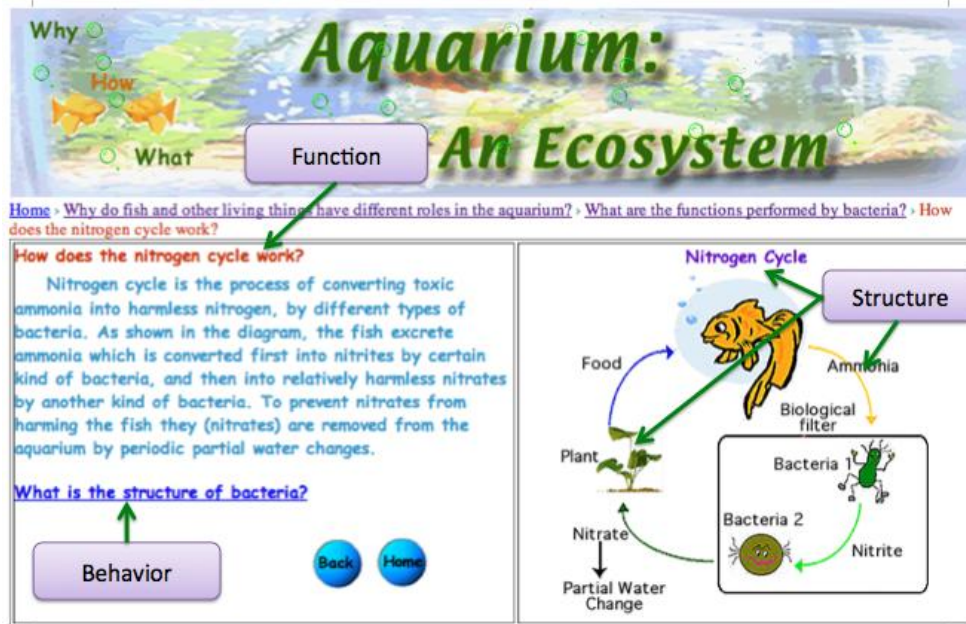 Why
How
What
Aquarium:
An Ecosystem
Function
Home › Why do fish and other living things have different roles in the aquarium? › What are the functions performed by bacteria? › How
does the nitrogen cycle work?
How does the nitrogen cycle work?
Nitrogen cycle is the process of converting toxic
ammonia into harmless nitrogen, by different types of
bacteria. As shown in the diagram, the fish excrete
ammonia which is converted first into nitrites by certain
kind of bacteria, and then into relatively harmless nitrates
by another kind of bacteria. To prevent nitrates from
harming the fish they (nitrates) are removed from the
aquarium by periodic partial water changes.
What is the structure of bacteria?
Behavior
Back
Home
Nitrogen Cycle
Structure
Food
Ammonia
Biological
filter
Plant
Bacteria 1
Bacteria 2
Nitrate
Nitrite
Partial Water
Change